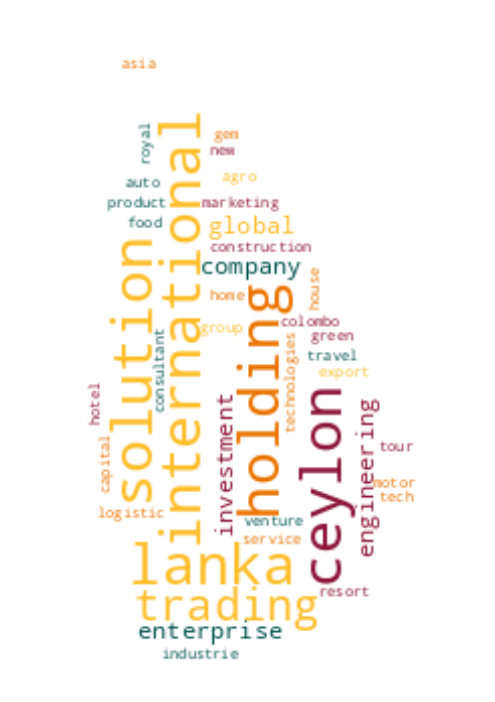 asia
royal
international
gem
new
auto
agro
product
marketing
food
global
construction
solution
company
house
home
holding
group
colombo
consultant
technologies
green
travel
export
hotel
investment
ceylon
engineering
tour
capital
motor
tech
logistic
venture
service
lanka
resort
trading
enterprise
industrie